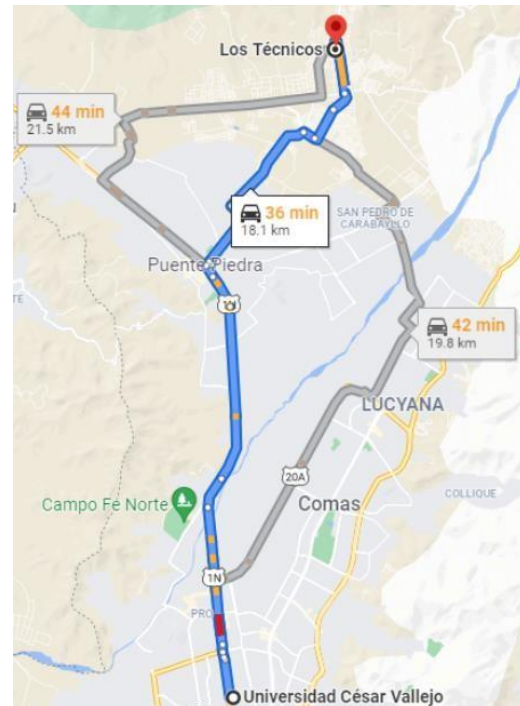 Los Técnicos
44 min
21.5 km
36 min
18.1 km
SAN PEDRO DE
CARABAYLLO
Puente Piedra
1N
42 min
19.8 km
LUCYANA
20A
COLLIQUE
Campo Fe Norte
Comas
1N
PRO
Universidad César Vallejo